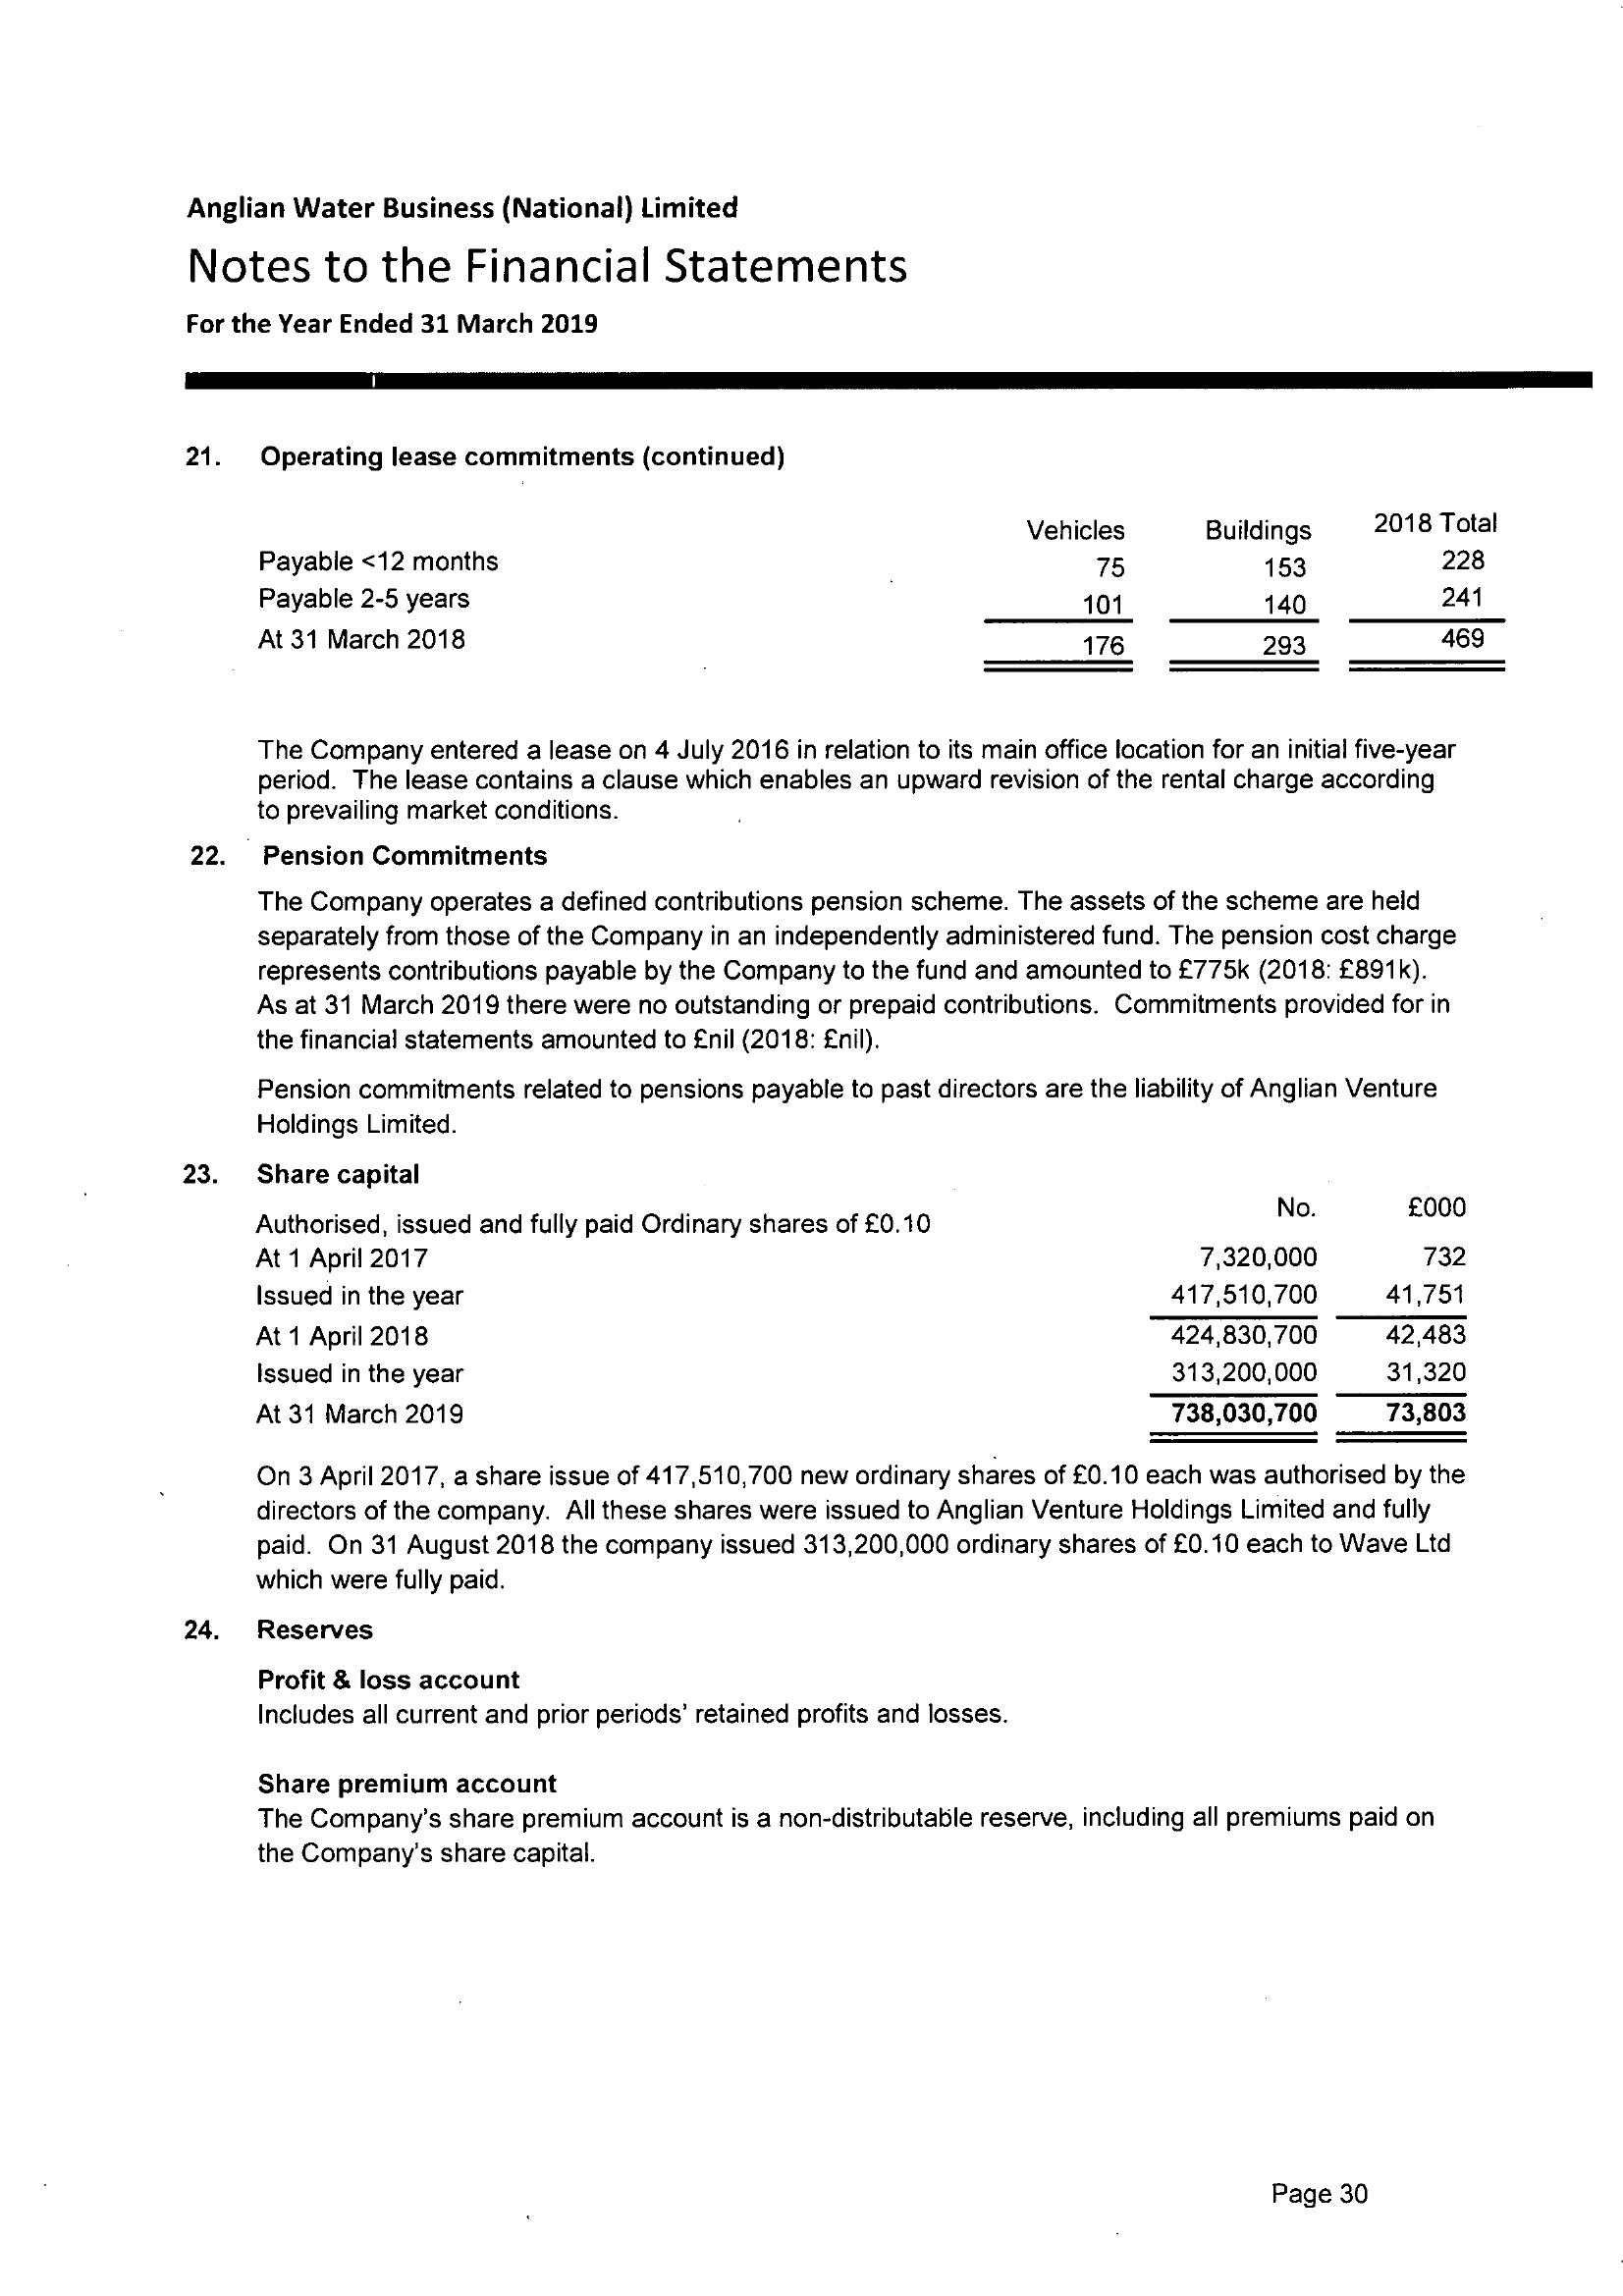 Anglian Water Business (National) Limited
Notes to the Financial Statements
For the Year Ended 31 March 2019
21. Operating lease commitments (continued)
Vehicles Buildings 2018 Total
Payable <12 months 75 153 228
Payable 2-5 years 101 140 241
At 31 March 2018 176 293 469
The Company entered a lease on 4 July 2016 in relation to its main office location for an initial five-year
period. The lease contains a clause which enables an upward revision of the rental charge according
to prevailing market conditions.
22. Pension Commitments
The Company operates a defined contributions pension scheme. The assets of the scheme are held
separately from those of the Company in an independently administered fund. The pension cost charge
represents contributions payable by the Company to the fund and amounted to £775k (2018: £891k).
As at 31 March 2019 there were no outstanding or prepaid contributions. Commitments provided for in
the financial statements amounted to £nil (2018: £nil).
Pension commitments related to pensions payable to past directors are the liability of Anglian Venture
Holdings Limited.
23. Share capital
No. £000
Authorised, issued and fully paid Ordinary shares of £0.10
At 1 April 2017 7,320,000 732
Issued in the year 417,510,700 41,751
At 1 April 2018 424,830,700 42,483
Issued in the year 313,200,000 31,320
At 31 March 2019 738,030,700 73,803
On 3 April 2017, a share issue of 417,510,700 new ordinary shares of £0.10 each was authorised by the
directors of the company. All these shares were issued to Anglian Venture Holdings Limited and fully
paid. On 31 August 2018 the company issued 313,200,000 ordinary shares of £0.10 each to Wave Ltd
which were fully paid.
24. Reserves
Profit & loss account
Includes all current and prior periods' retained profits and losses.
Share premium account
The Company's share premium account is a non-distributable reserve, including all premiums paid on
the Company's share capital.
Page 30